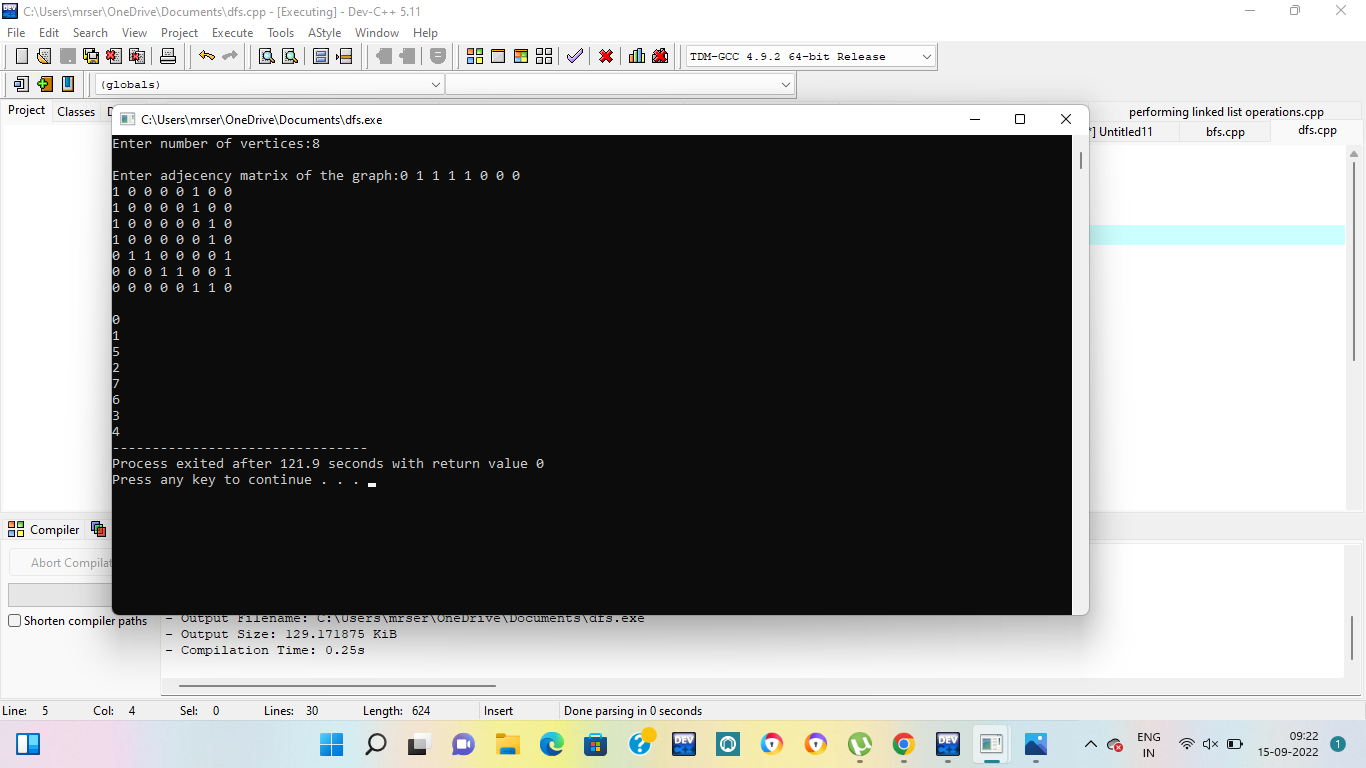 C:\Users\mrser\OneDrive\Documents\dfs.cpp - [Executing] - Dev-C++ 5.11
File Edit Search View Project Execute Tools AStyle Window Help
TDM-GCC 4.9.2 64-bit Release
(globals)
Project Classes
C:\Users\mrser\OneDrive\Documents\dfs.exe
performing linked list operations.cpp
Untitled11 bfs.cpp dfs.cpp
Enter number of vertices:8
Enter adjecency matrix of the graph:0 1 1 1 1 0 0 0
1 0 0 0 0 1 0 0
1 0 0 0 0 1 0 0
1 0 0 0 0 0 1 0
1 0 0 0 0 0 1 0
0 1 1 0 0 0 0 1
0 0 0 1 1 0 0 1
0 0 0 0 0 1 1 0
0
1
5
2
7
6
3
4
--------------------------------
Process exited after 121.9 seconds with return value 0
Press any key to continue . . .
Compiler
Abort Compilat
Shorten compiler paths
- Output Filename: C:\Users\mrser\OneDrive\Documents\dfs.exe
- Output Size: 129.171875 KiB
- Compilation Time: 0.25s
Line: 5 Col: 4 Sel: 0 Lines: 30 Length: 624 Insert Done parsing in 0 seconds
DEV DEV
ENG
IN
09:22
15-09-2022
1